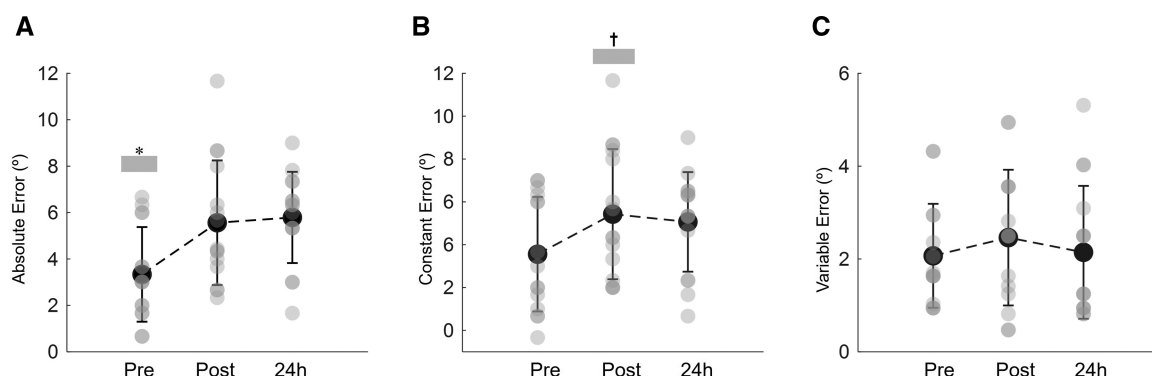 A
*
Absolute Error (º)
12
10
8
6
4
2
0
Pre Post 24h
B
†
Constant Error (º)
12
10
8
6
6
2
0
Pre Post 24h
C
Variable Error (º)
6
4
2
0
Pre Post 24h